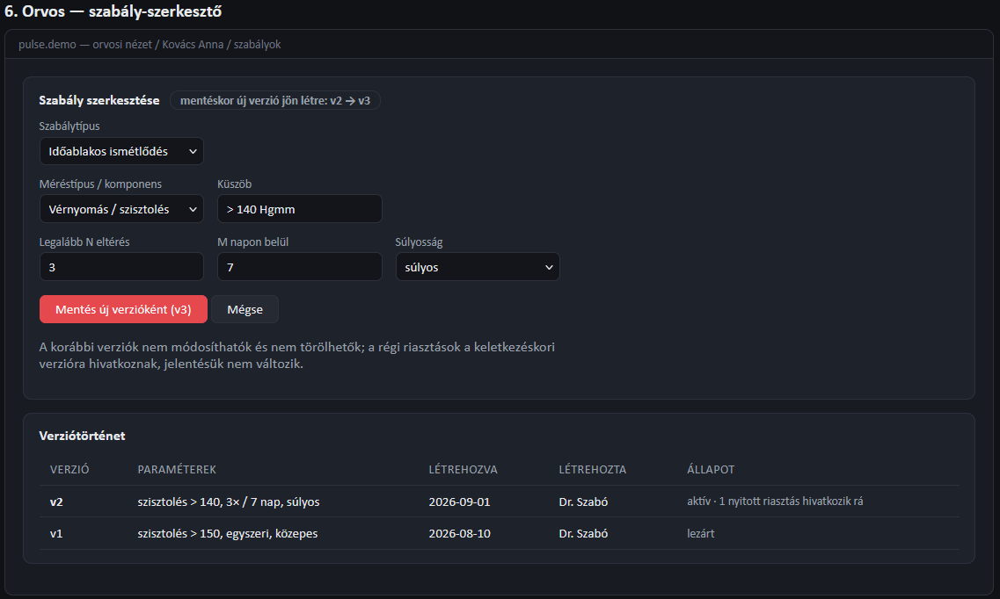 6. Orvos — szabály-szerkesztő
pulse.demo — orvosi nézet / Kovács Anna / szabályok
Szabály szerkesztése mentéskor új verzió jön létre: v2 → v3
Szabálytípus
Időablakos ismétlődés
Méréstípus / komponens Küszöb
Vérnyomás / szisztolés > 140 Hgmm
Legalább N eltérés M napon belül Súlyosság
3 7 súlyos
Mentés új verzióként (v3) Mégse
A korábbi verziók nem módosíthatók és nem törölhetők; a régi riasztások a keletkezéskori
verzióra hivatkoznak, jelentésük nem változik.
Verziótörténet
VERZIÓ PARAMÉTEREK LÉTREHOZVA LÉTREHOZTA ÁLLAPOT
v2 szisztolés > 140, 3× / 7 nap, súlyos 2026-09-01 Dr. Szabó aktív · 1 nyitott riasztás hivatkozik rá
v1 szisztolés > 150, egyszeri, közepes 2026-08-10 Dr. Szabó lezárt